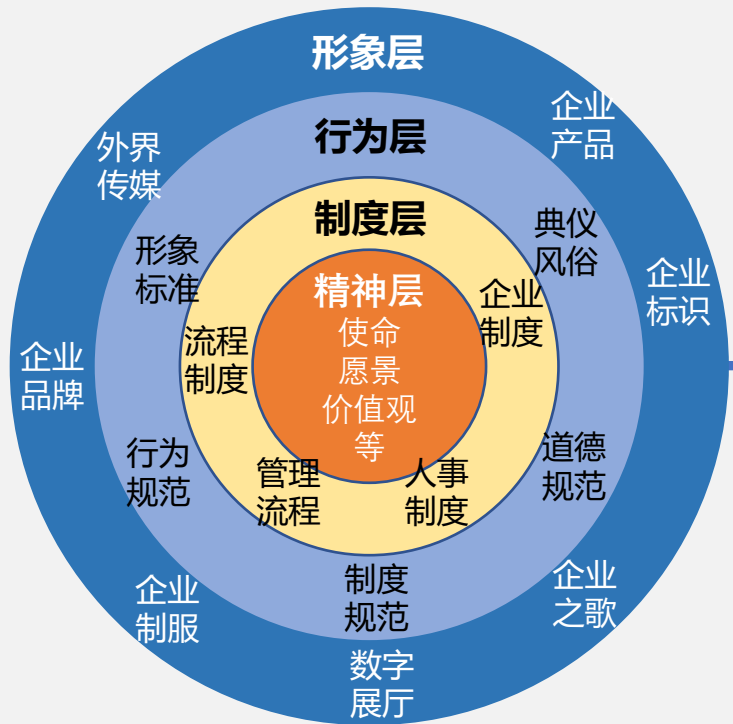 形象层
企业
产品
外界
传媒
行为层
典仪
风俗
形象
标准
制度层
企业
标识
精神层
使命
愿景
价值观
等
企业
制度
流程
制度
企业
品牌
行为
规范
管理
流程
人事
制度
道德
规范
企业
制服
制度
规范
企业
之歌
数字
展厅